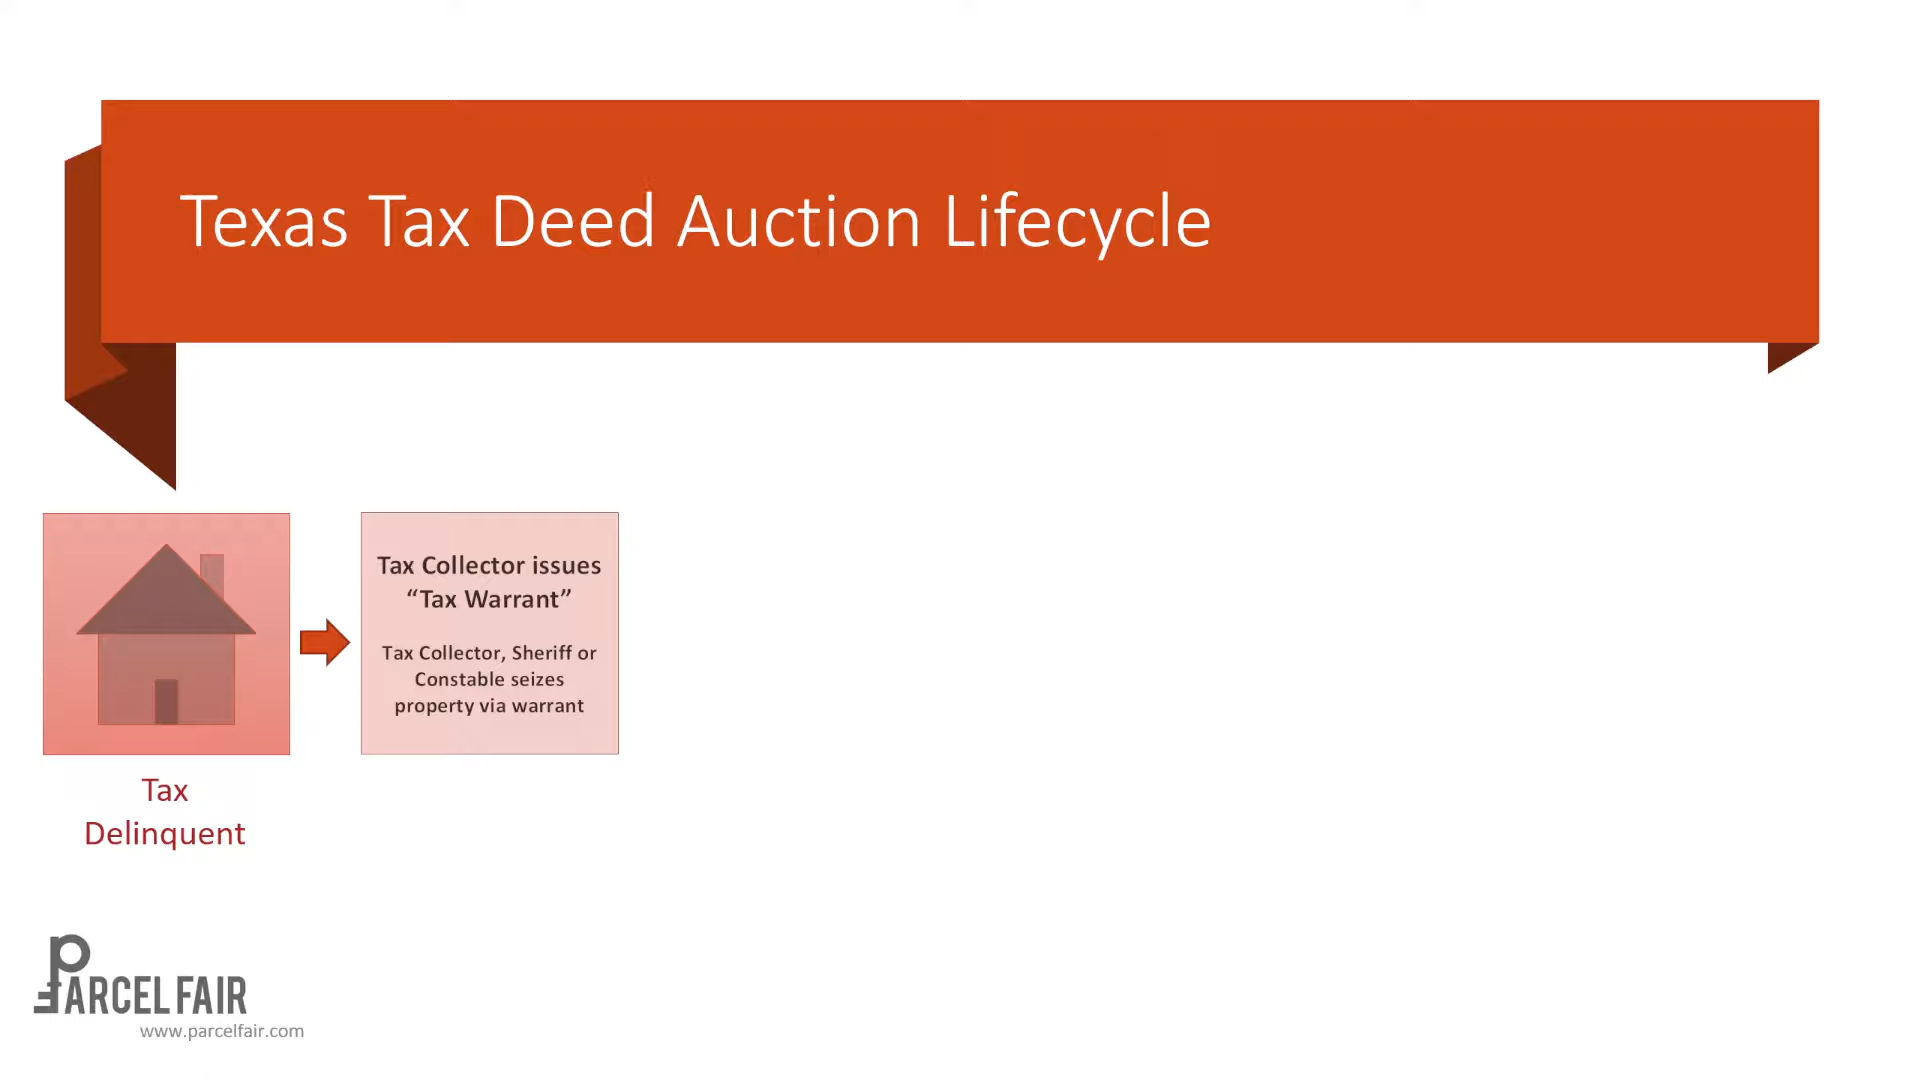 Texas Tax Deed Auction Lifecycle
Tax Collector issues
“Tax Warrant”
Tax Collector, Sheriff or
Constable seizes
property via warrant
Tax
Delinquent
PARCEL FAIR
www.parcelfair.com